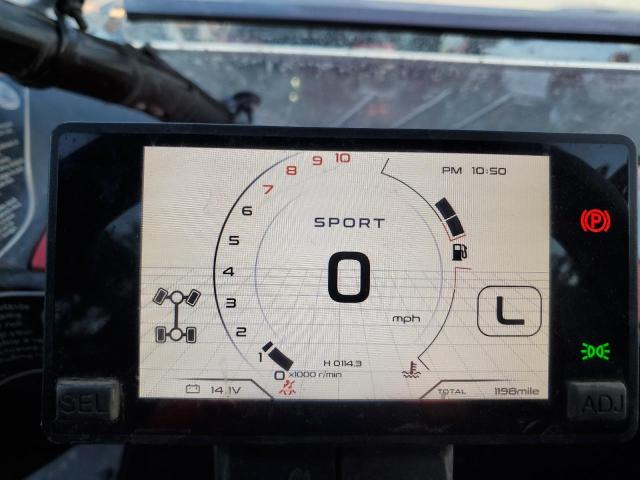 10
9
8
7
6
5
4
3
2
1
0 x1000 r/min
PM 10:50
SPORT
0
mph
L
H 0114.3
14.1V
TOTAL 1198mile
P
SEL
ADJ